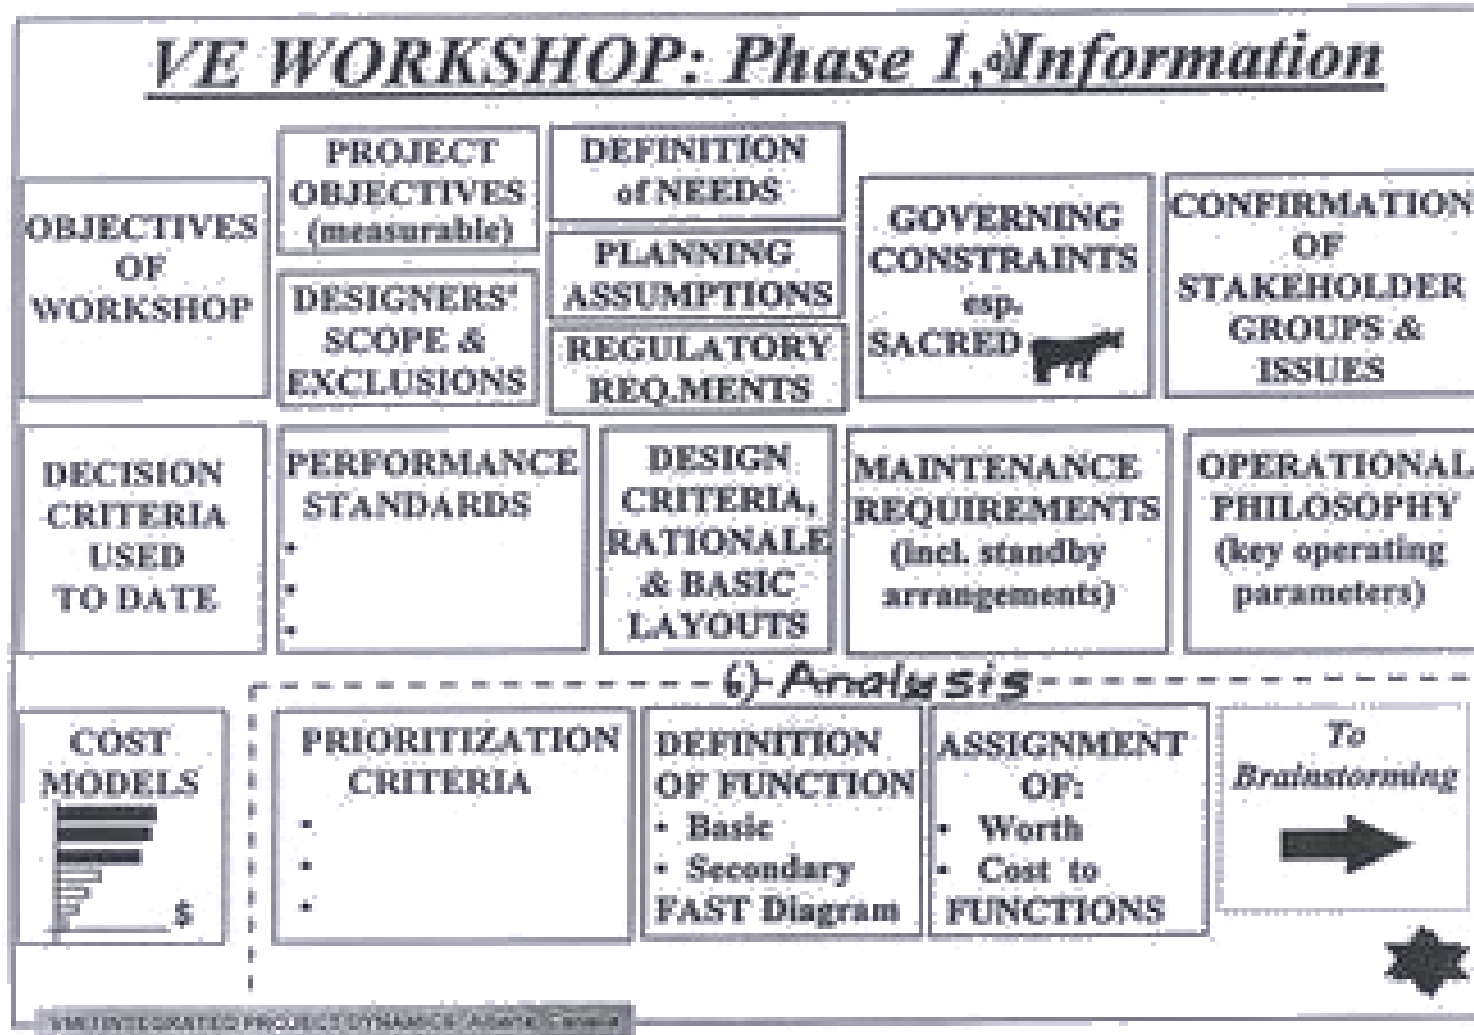 VE WORKSHOP: Phase 1, a) Information
OBJECTIVES
OF
WORKSHOP
PROJECT
OBJECTIVES
(measurable)
DESIGNERS'
SCOPE &
EXCLUSIONS
DEFINITION
of NEEDS
PLANNING
ASSUMPTIONS
REGULATORY
REQ.MENTS
GOVERNING
CONSTRAINTS
esp.
SACRED
CONFIRMATION
OF
STAKEHOLDER
GROUPS &
ISSUES
DECISION
CRITERIA
USED
TO DATE
PERFORMANCE
STANDARDS
•
•
•
DESIGN
CRITERIA,
RATIONALE
& BASIC
LAYOUTS
MAINTENANCE
REQUIREMENTS
(incl. standby
arrangements)
OPERATIONAL
PHILOSOPHY
(key operating
parameters)
Analysis
COST
MODELS
$
PRIORITIZATION
CRITERIA
•
•
•
DEFINITION
OF FUNCTION
• Basic
• Secondary
FAST Diagram
ASSIGNMENT
OF:
• Worth
• Cost to
FUNCTIONS
To
Brainstorming
INTEGRATED PROJECT DYNAMICS